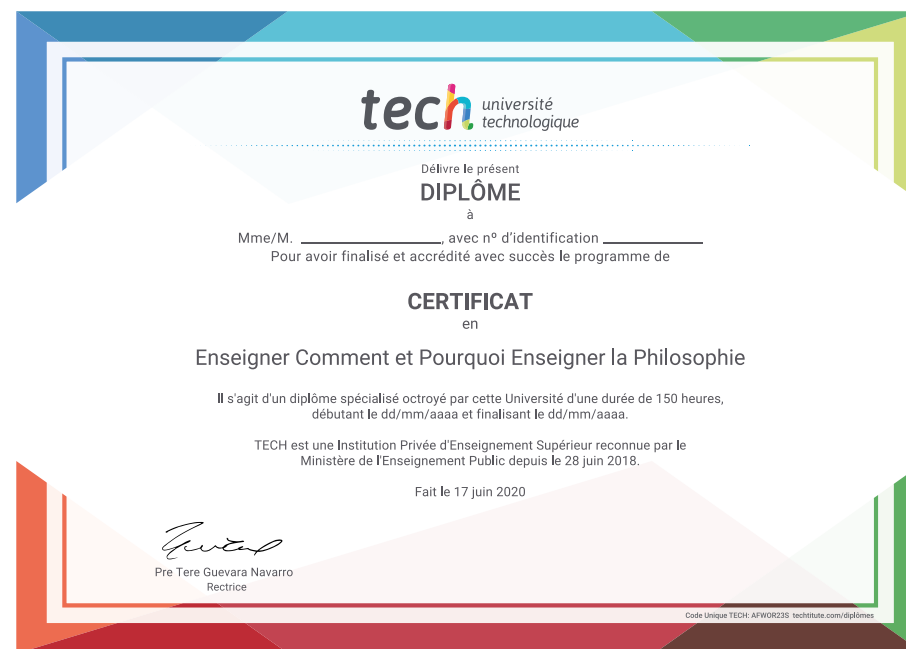 tech université
technologique
Délivre le présent
DIPLÔME
à
Mme/M. ____________________, avec nº d'identification ______________
Pour avoir finalisé et accrédité avec succès le programme de
CERTIFICAT
en
Enseigner Comment et Pourquoi Enseigner la Philosophie
Il s'agit d'un diplôme spécialisé octroyé par cette Université d'une durée de 150 heures,
débutant le dd/mm/aaaa et finalisant le dd/mm/aaaa.
TECH est une Institution Privée d'Enseignement Supérieur reconnue par le
Ministère de l'Enseignement Public depuis le 28 juin 2018.
Fait le 17 juin 2020
Pre Tere Guevara Navarro
Rectrice
Code Unique TECH: AFWOR23S techtitute.com/diplômes